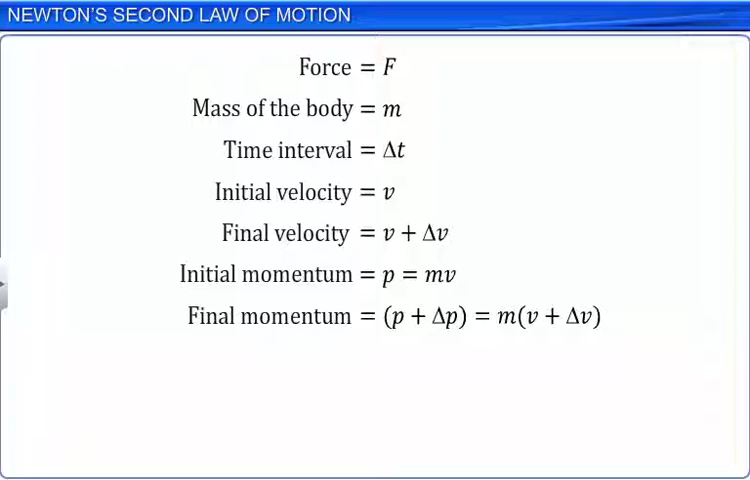 NEWTON'S SECOND LAW OF MOTION
Force = F
Mass of the body = m
Time interval = Δt
Initial velocity = v
Final velocity = v + Δv
Initial momentum = p = mv
Final momentum = (p + Δp) = m(v + Δv)